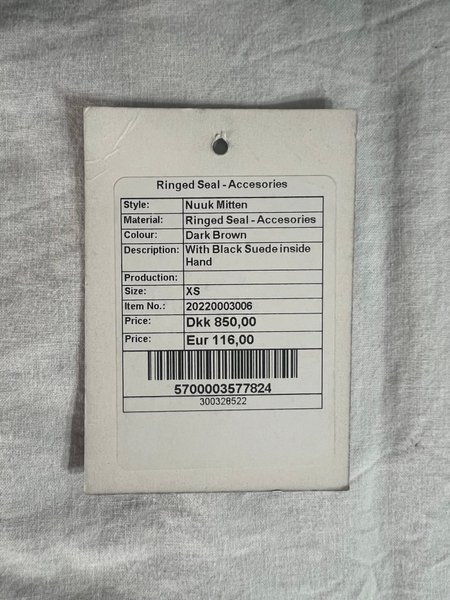 Ringed Seal - Accesories
Style: Nuuk Mitten
Material: Ringed Seal - Accesories
Colour: Dark Brown
Description: With Black Suede inside
Hand
Production:
Size: XS
Item No.: 20220003006
Price: Dkk 850,00
Price: Eur 116,00
5700003577824
300328522